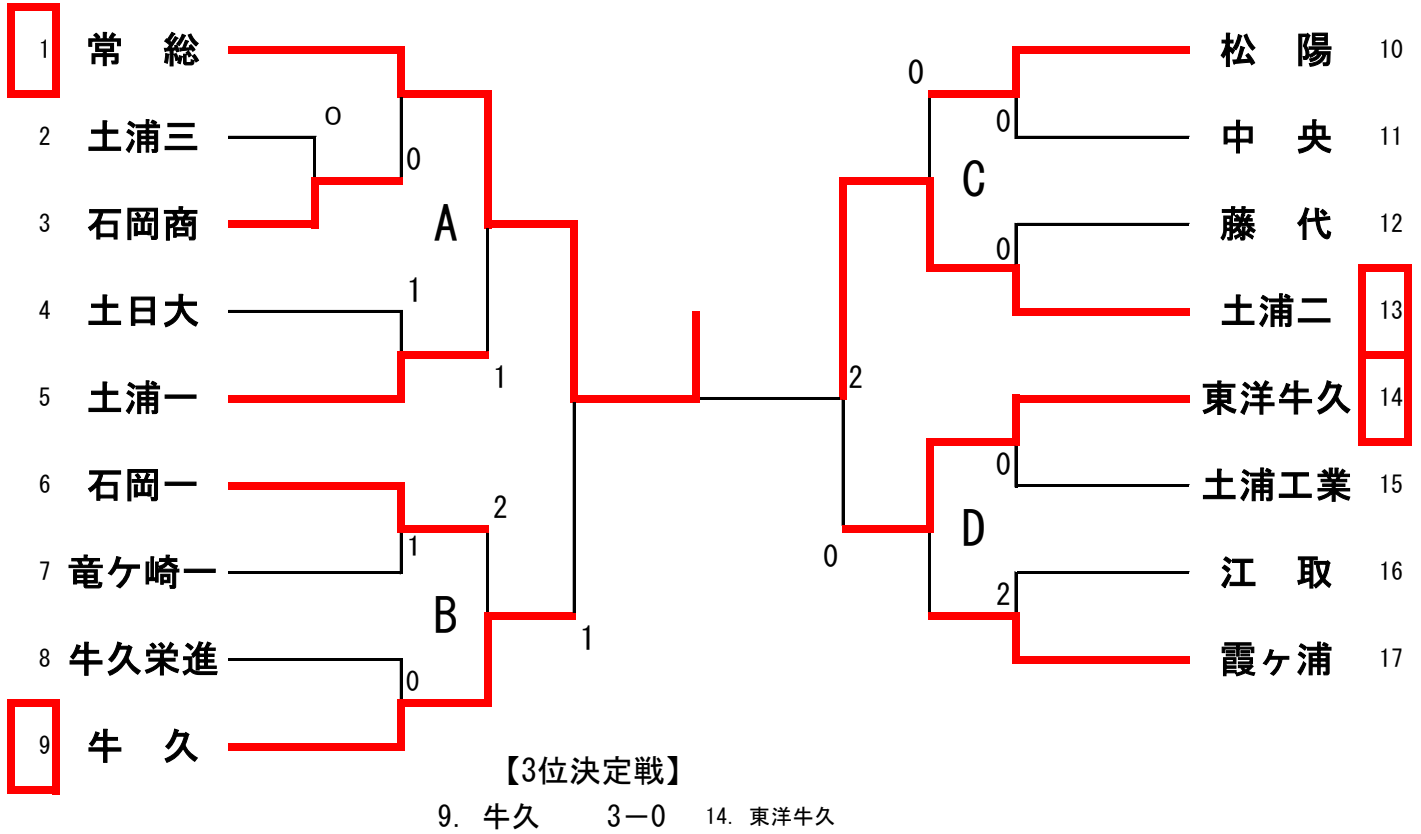 1 常　総
0
2 土浦三
0
3 石岡商
A
1
4 土日大
1
5 土浦一
6 石岡一
2
1
7 竜ケ崎一
B
1
8 牛久栄進
0
9 牛　久
0
松　陽 10
0
中　央 11
C
藤　代 12
0
土浦二 13
2
東洋牛久 14
0
土浦工業 15
D
0
江　取 16
2
霞ヶ浦 17
【3位決定戦】
9. 牛久　3－0　14. 東洋牛久